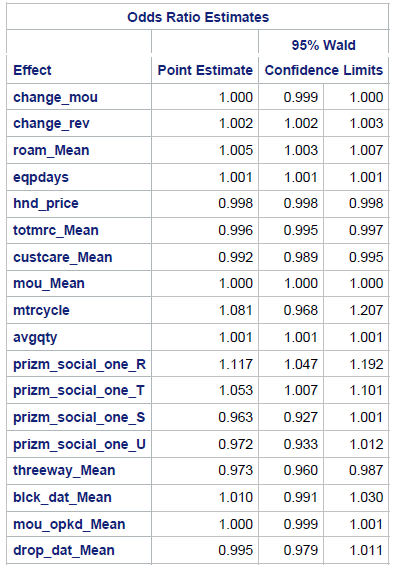 Odds Ratio Estimates
95% Wald
Effect Point Estimate Confidence Limits
change_mou 1.000 0.999 1.000
change_rev 1.002 1.002 1.003
roam_Mean 1.005 1.003 1.007
eqpdays 1.001 1.001 1.001
hnd_price 0.998 0.998 0.998
totmrc_Mean 0.996 0.995 0.997
custcare_Mean 0.992 0.989 0.995
mou_Mean 1.000 1.000 1.000
mtrcycle 1.081 0.968 1.207
avgqty 1.001 1.001 1.001
prizm_social_one_R 1.117 1.047 1.192
prizm_social_one_T 1.053 1.007 1.101
prizm_social_one_S 0.963 0.927 1.001
prizm_social_one_U 0.972 0.933 1.012
threeway_Mean 0.973 0.960 0.987
blck_dat_Mean 1.010 0.991 1.030
mou_opkd_Mean 1.000 0.999 1.001
drop_dat_Mean 0.995 0.979 1.011